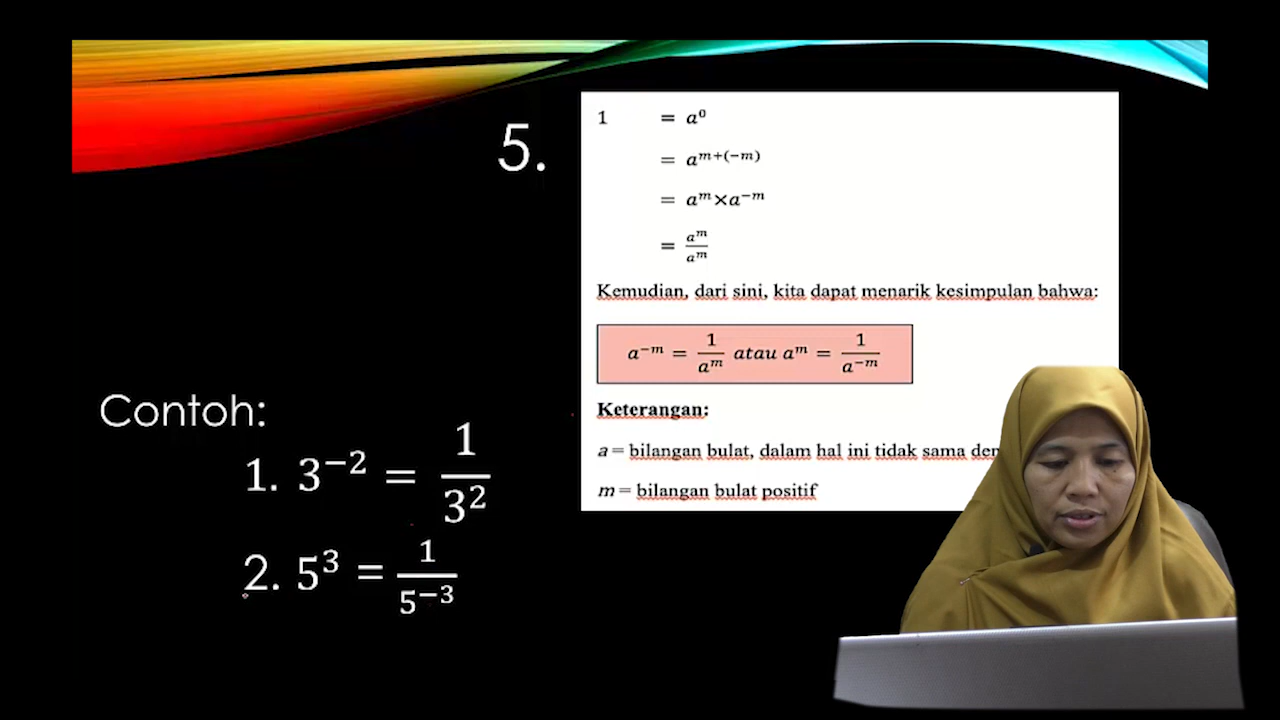 5.
1 = a⁰
= a^{m+(−m)}
= a^m×a^{−m}
= a^m/a^m
Kemudian, dari sini, kita dapat menarik kesimpulan bahwa:
a^{−m} = 1/a^m atau a^m = 1/a^{−m}
Keterangan:
a = bilangan bulat, dalam hal ini tidak sama
m = bilangan bulat positif
Contoh:
1. 3^{−2} = 1/3²
2. 5³ = 1/5^{−3}